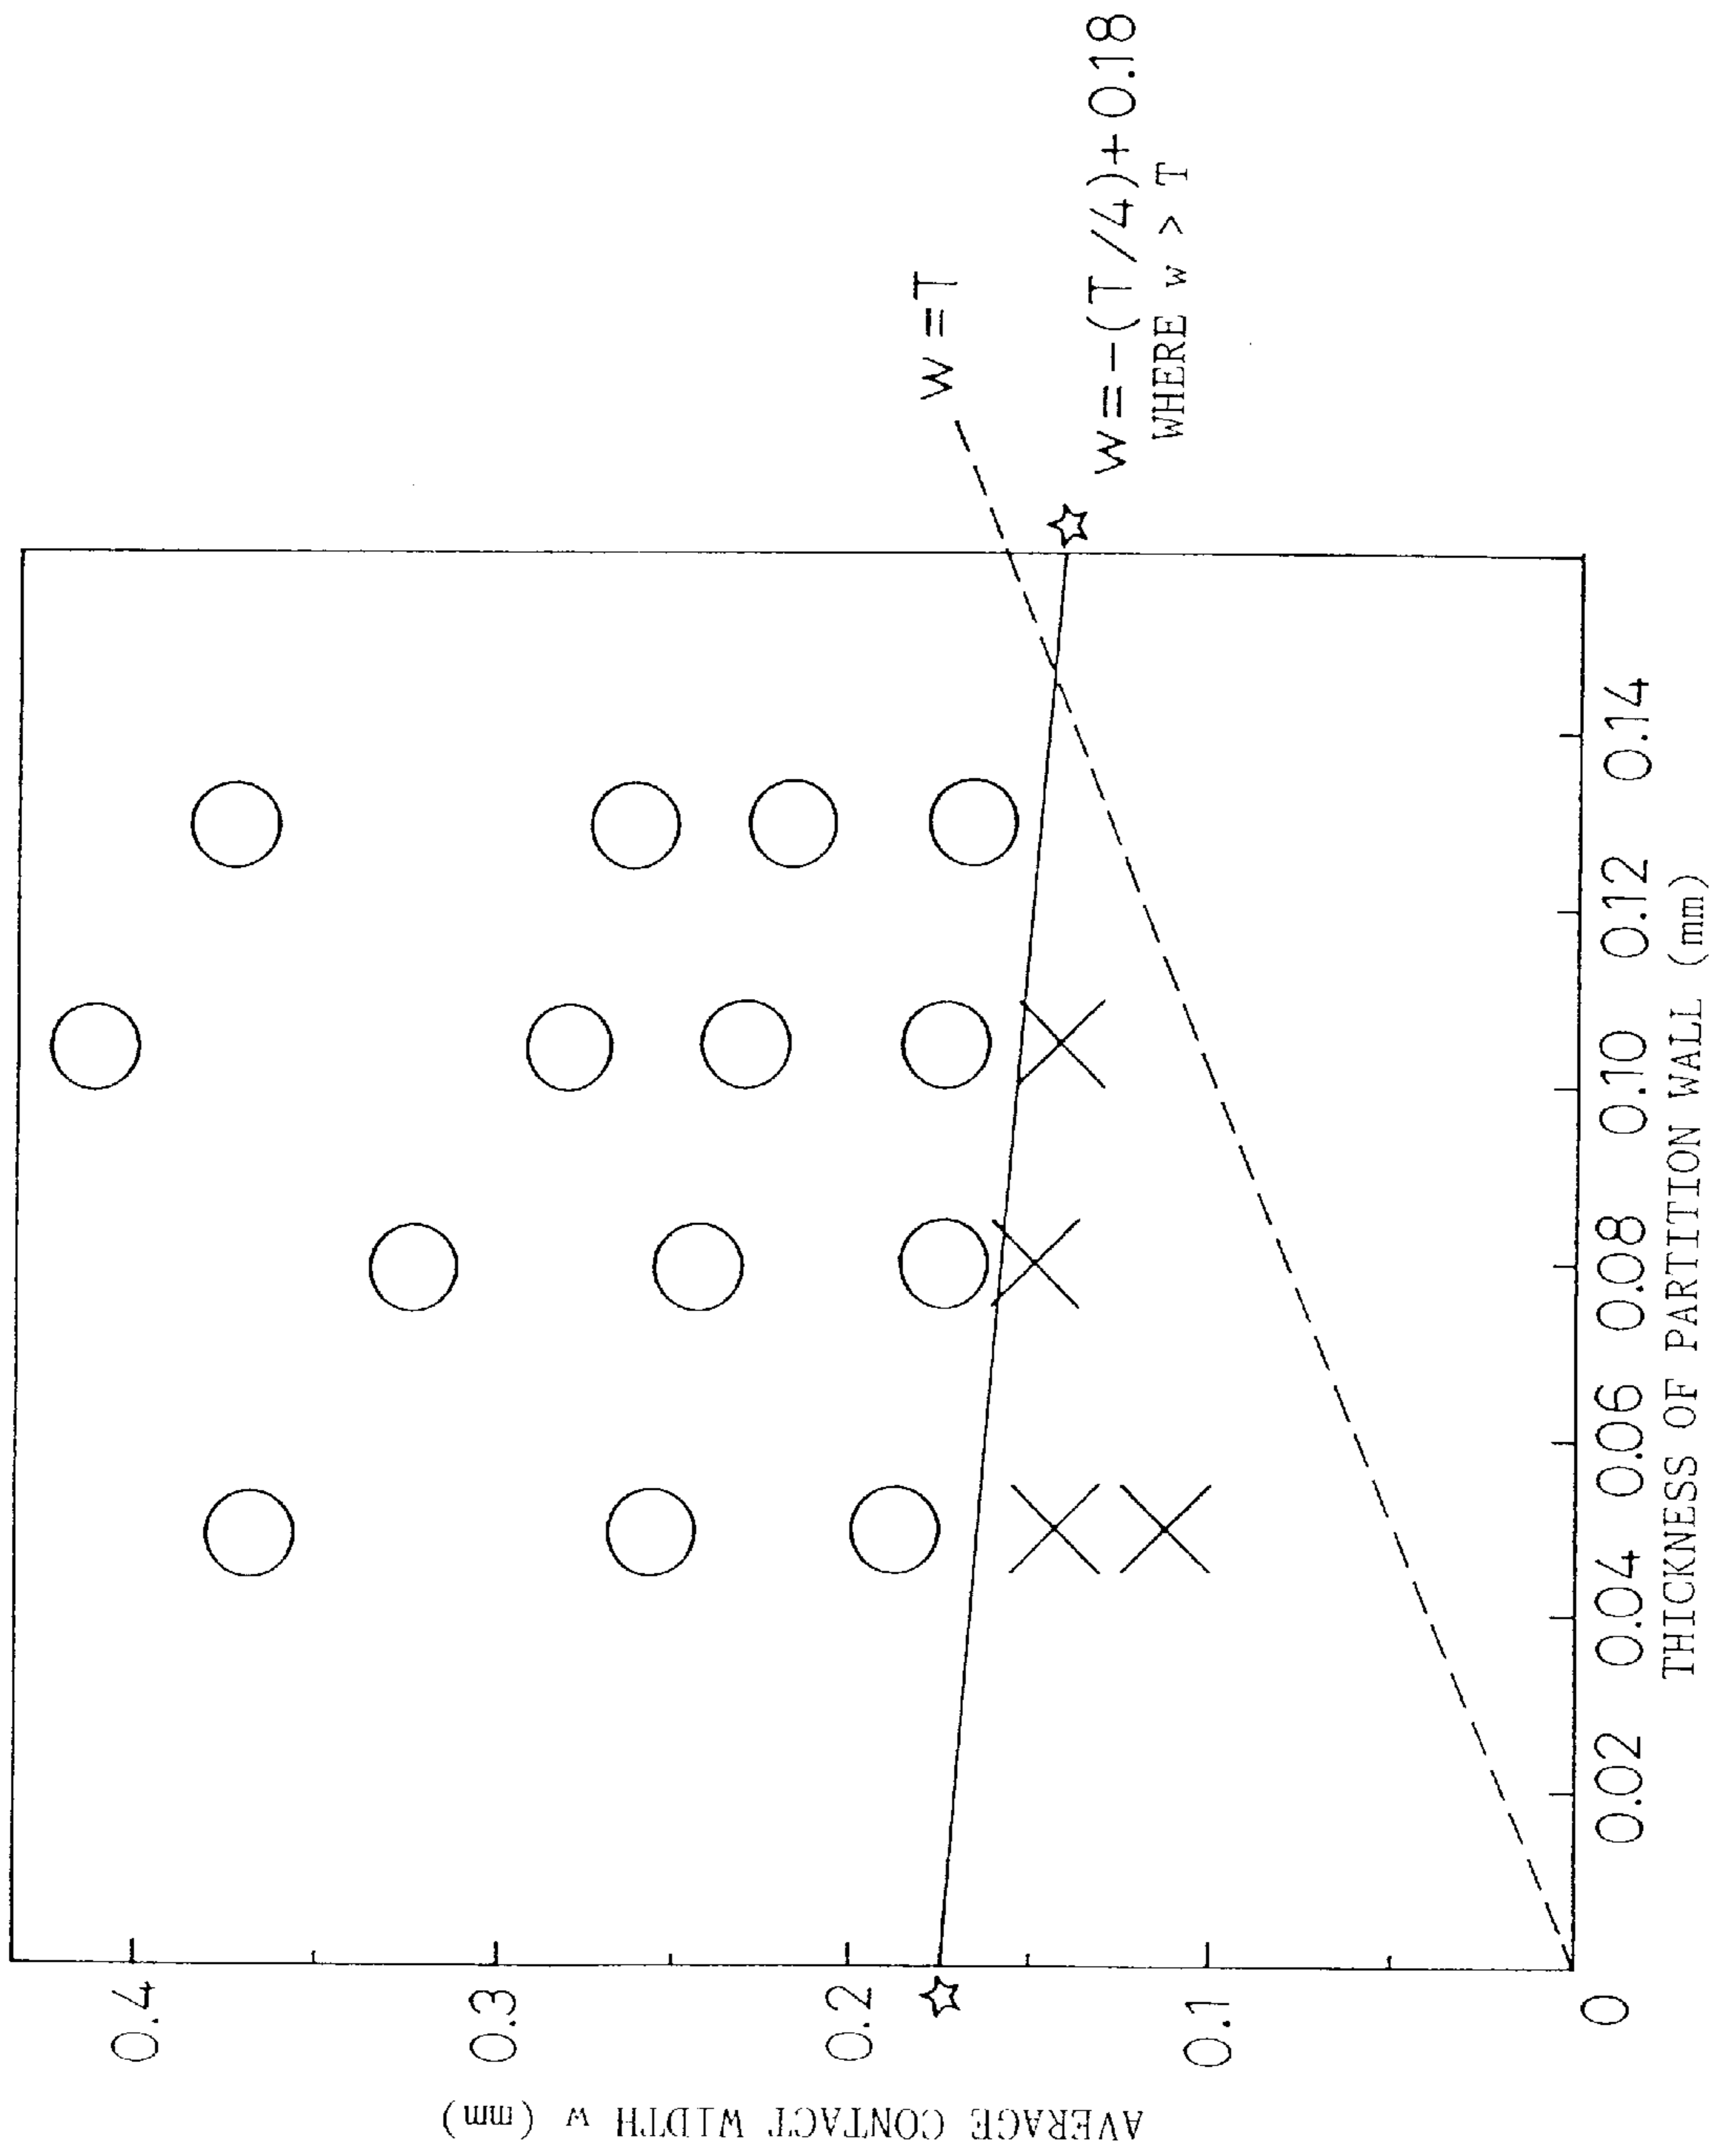 AVERAGE CONTACT WIDTH w (mm)
0.4
0.3
0.2
☆
0.1
0
0.02
0.04
0.06
0.08
0.10
0.12
0.14
THICKNESS OF PARTITION WALL (mm)
w=T
☆
w=-(T/4)+0.18
WHERE w > T